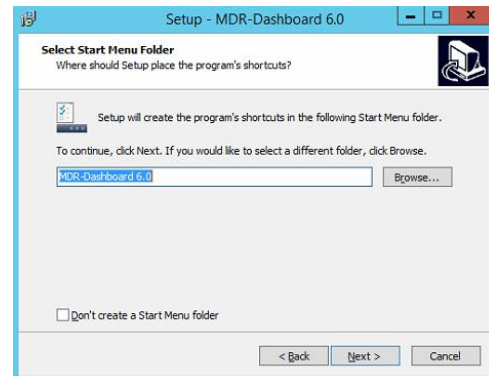 Setup - MDR-Dashboard 6.0
Select Start Menu Folder
Where should Setup place the program's shortcuts?
Setup will create the program's shortcuts in the following Start Menu folder.
To continue, click Next. If you would like to select a different folder, click Browse.
MDR-Dashboard 6.0
Browse...
Don't create a Start Menu folder
< Back
Next >
Cancel